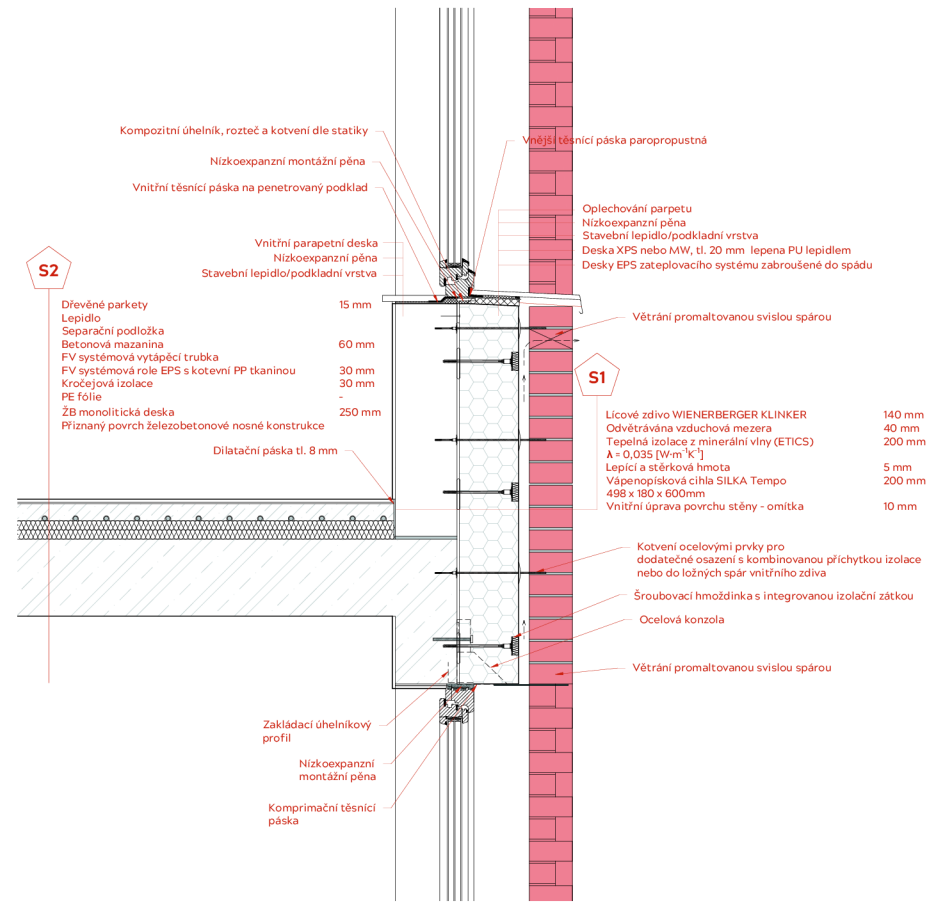 Kompozitní úhelník, rozteč a kotvení dle statiky
Vnější těsnící páska paropropustná
Nízkoexpanzní montážní pěna
Vnitřní těsnící páska na penetrovaný podklad
Oplechování parpetu
Nízkoexpanzní pěna
Stavební lepidlo/podkladní vrstva
Deska XPS nebo MW, tl. 20 mm lepena PU lepidlem
Desky EPS zateplovacího systému zabroušené do spádu
Vnitřní parapetní deska
Nízkoexpanzní pěna
Stavební lepidlo/podkladní vrstva
S2
Dřevěné parkety 15 mm
Lepidlo
Separační podložka
Betonová mazanina 60 mm
FV systémová vytápěcí trubka
FV systémová role EPS s kotevní PP tkaninou 30 mm
Kročejová izolace 30 mm
PE fólie -
ŽB monolitická deska 250 mm
Přiznaný povrch železobetonové nosné konstrukce
Dilatační páska tl. 8 mm
Větrání promaltovanou svislou spárou
S1
Lícové zdivo WIENERBERGER KLINKER 140 mm
Odvětrávána vzduchová mezera 40 mm
Tepelná izolace z minerální vlny (ETICS) 200 mm
λ = 0,035 [W·m⁻¹K⁻¹]
Lepící a stěrková hmota 5 mm
Vápenopísková cihla SILKA Tempo 200 mm
498 x 180 x 600mm
Vnitřní úprava povrchu stěny - omítka 10 mm
Kotvení ocelovými prvky pro
dodatečné osazení s kombinovanou příchytkou izolace
nebo do ložných spár vnitřního zdiva
Šroubovací hmoždinka s integrovanou izolační zátkou
Ocelová konzola
Větrání promaltovanou svislou spárou
Zakládací úhelníkový
profil
Nízkoexpanzní
montážní pěna
Komprimační těsnící
páska